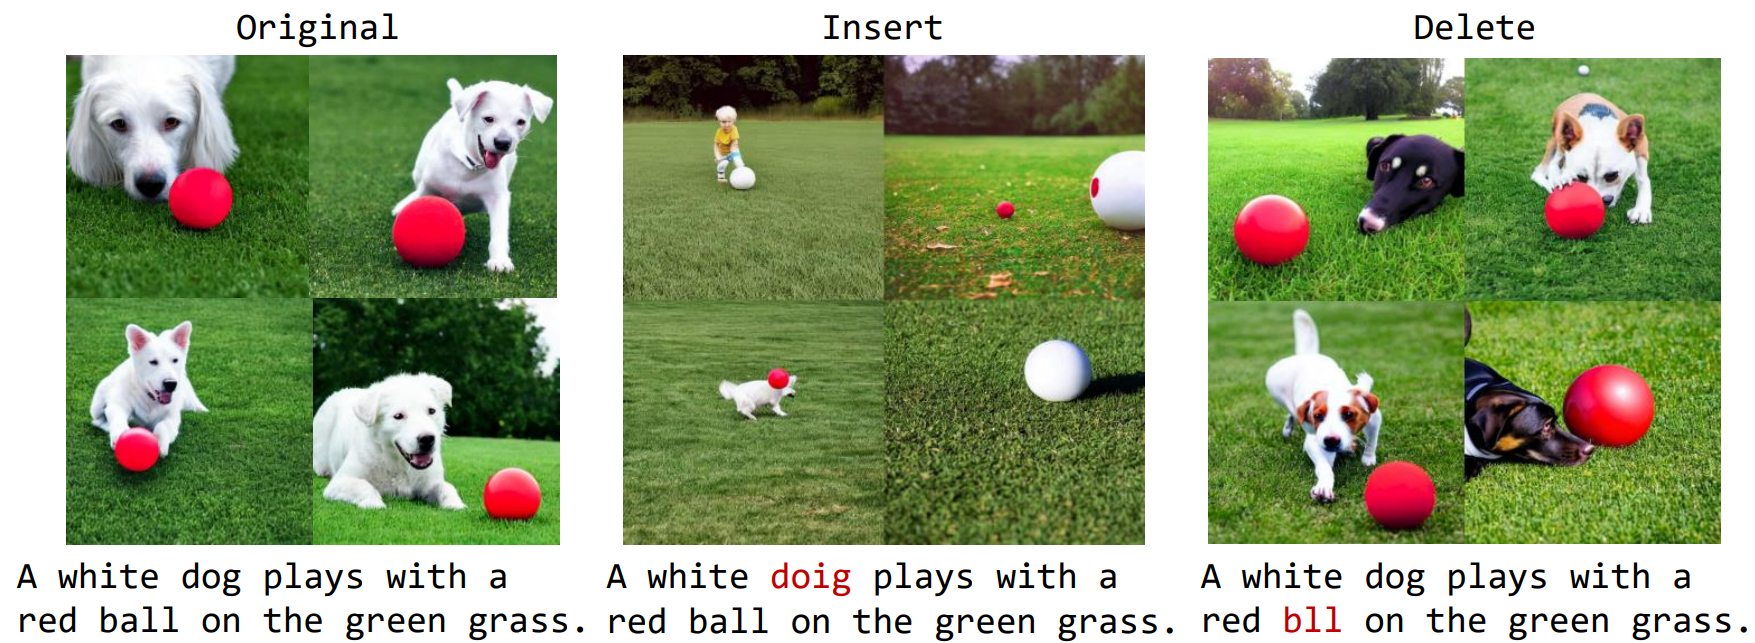 Original
Insert
Delete
A white dog plays with a
red ball on the green grass.
A white doig plays with a
red ball on the green grass.
A white dog plays with a
red bll on the green grass.